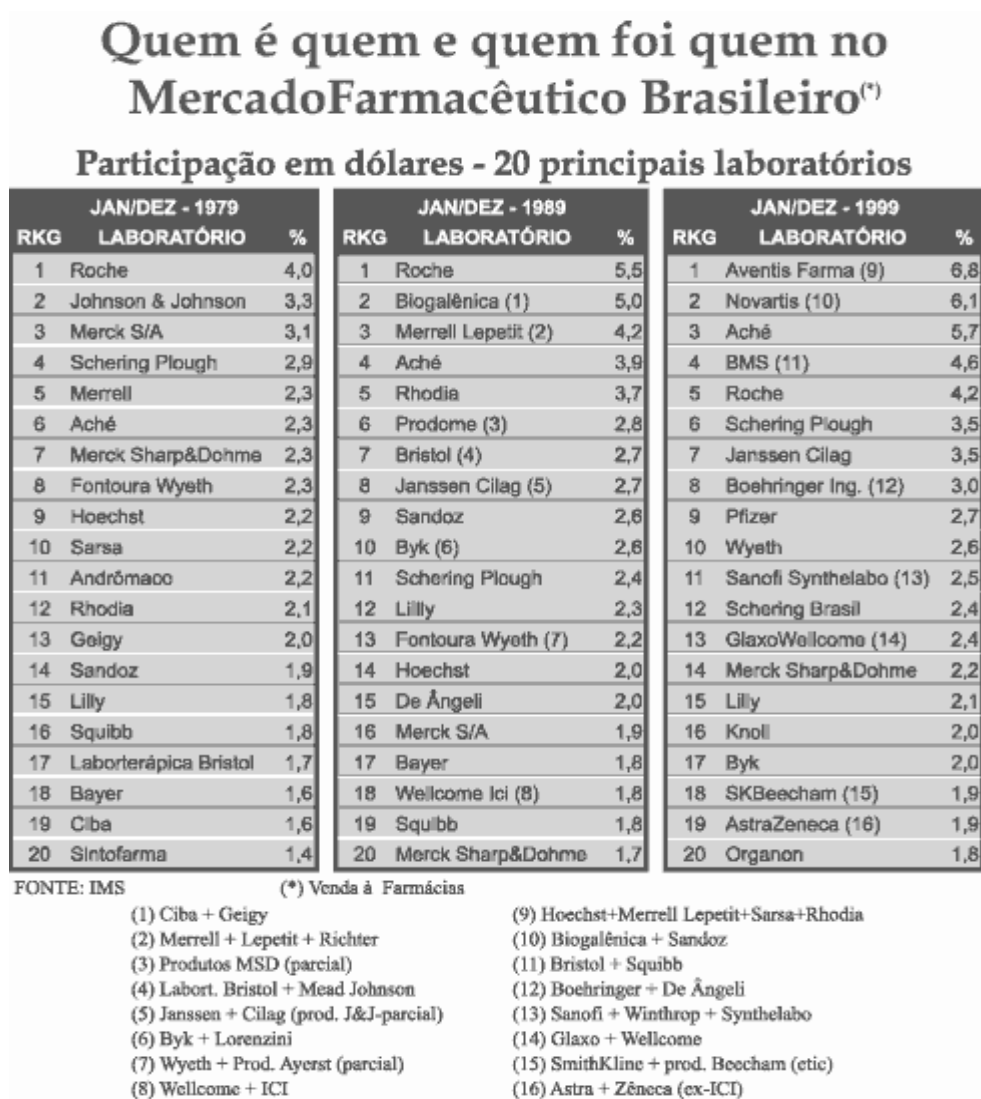 Quem é quem e quem foi quem no
MercadoFarmacêutico Brasileiro(*)
Participação em dólares - 20 principais laboratórios
JAN/DEZ - 1979
RKG LABORATÓRIO %
1 Roche 4,0
2 Johnson & Johnson 3,3
3 Merck S/A 3,1
4 Schering Plough 2,9
5 Merrell 2,3
6 Aché 2,3
7 Merck Sharp&Dohme 2,3
8 Fontoura Wyeth 2,3
9 Hoechst 2,2
10 Sarsa 2,2
11 Andrômaco 2,2
12 Rhodia 2,1
13 Geigy 2,0
14 Sandoz 1,9
15 Lilly 1,8
16 Squibb 1,8
17 Laborterápica Bristol 1,7
18 Bayer 1,6
19 Ciba 1,6
20 Sintofarma 1,4
JAN/DEZ - 1989
RKG LABORATÓRIO %
1 Roche 5,5
2 Biogalênica (1) 5,0
3 Merrell Lepetit (2) 4,2
4 Aché 3,9
5 Rhodia 3,7
6 Prodome (3) 2,8
7 Bristol (4) 2,7
8 Janssen Cilag (5) 2,7
9 Sandoz 2,6
10 Byk (6) 2,6
11 Schering Plough 2,4
12 Lillly 2,3
13 Fontoura Wyeth (7) 2,2
14 Hoechst 2,0
15 De Ângeli 2,0
16 Merck S/A 1,9
17 Bayer 1,8
18 Wellcome Ici (8) 1,8
19 Squibb 1,8
20 Merck Sharp&Dohme 1,7
JAN/DEZ - 1999
RKG LABORATÓRIO %
1 Aventis Farma (9) 6,8
2 Novartis (10) 6,1
3 Aché 5,7
4 BMS (11) 4,6
5 Roche 4,2
6 Schering Plough 3,5
7 Janssen Cilag 3,5
8 Boehringer Ing. (12) 3,0
9 Pfizer 2,7
10 Wyeth 2,6
11 Sanofi Synthelabo (13) 2,5
12 Schering Brasil 2,4
13 GlaxoWellcome (14) 2,4
14 Merck Sharp&Dohme 2,2
15 Lilly 2,1
16 Knoll 2,0
17 Byk 2,0
18 SKBeecham (15) 1,9
19 AstraZeneca (16) 1,9
20 Organon 1,8
FONTE: IMS (*) Venda à Farmácias
(1) Ciba + Geigy
(2) Merrell + Lepetit + Richter
(3) Produtos MSD (parcial)
(4) Labort. Bristol + Mead Johnson
(5) Janssen + Cilag (prod. J&J-parcial)
(6) Byk + Lorenzini
(7) Wyeth + Prod. Ayerst (parcial)
(8) Wellcome + ICI
(9) Hoechst+Merrell Lepetit+Sarsa+Rhodia
(10) Biogalênica + Sandoz
(11) Bristol + Squibb
(12) Boehringer + De Ângeli
(13) Sanofi + Winthrop + Synthelabo
(14) Glaxo + Wellcome
(15) SmithKline + prod. Beecham (etic)
(16) Astra + Zêneca (ex-ICI)